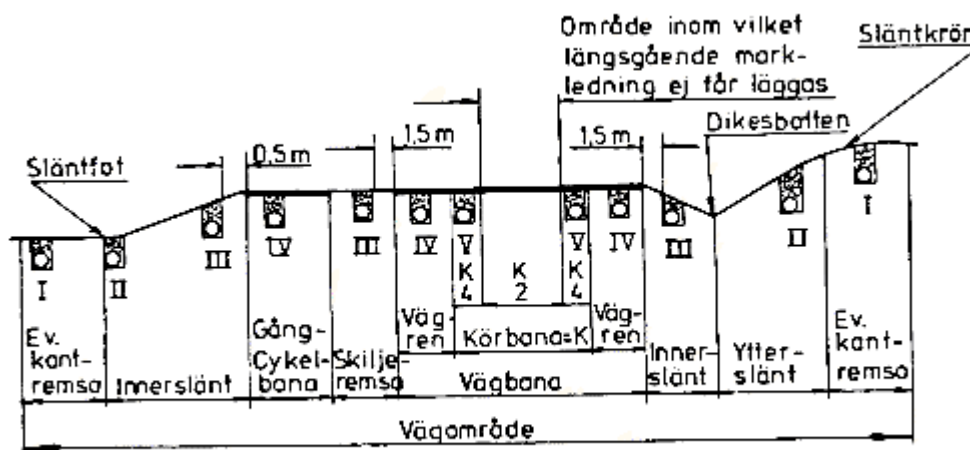 Område inom vilket
längsgående mark-
ledning ej får läggas
Släntkrön
Dikesbotten
1,5 m
1,5 m
0,5 m
Släntfot
I
II
III
IV
III
IV
V
V
IV
III
II
I
K
4
K
2
K
4
Väg-
ren
Körbana=K
Väg-
ren
Ev.
kant-
remsa
Innerslänt
Gång-
Cykel-
bana
Skilje-
remsa
Vägbana
Inner-
slänt
Ytter-
slänt
Ev.
kant-
remsa
Vägområde